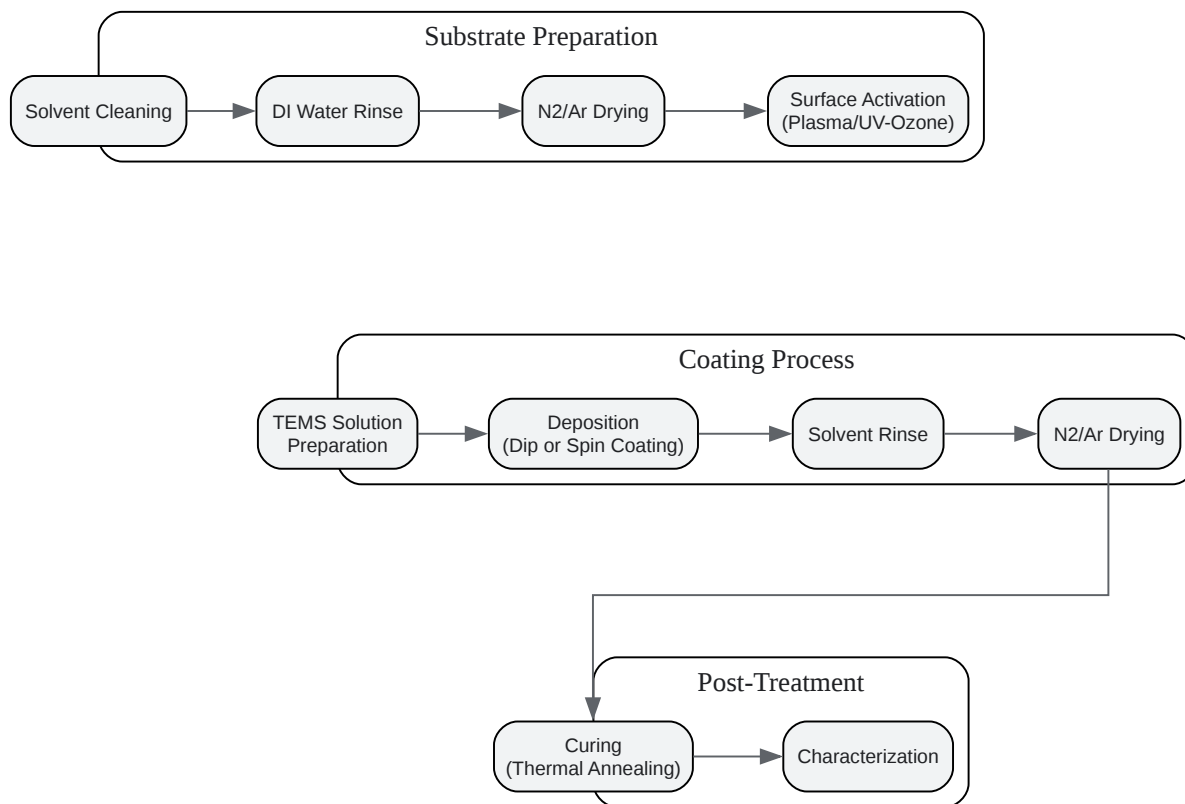 Substrate Preparation
Solvent Cleaning
DI Water Rinse
N2/Ar Drying
Surface Activation
(Plasma/UV-Ozone)
Coating Process
TEMS Solution
Preparation
Deposition
(Dip or Spin Coating)
Solvent Rinse
N2/Ar Drying
Post-Treatment
Curing
(Thermal Annealing)
Characterization